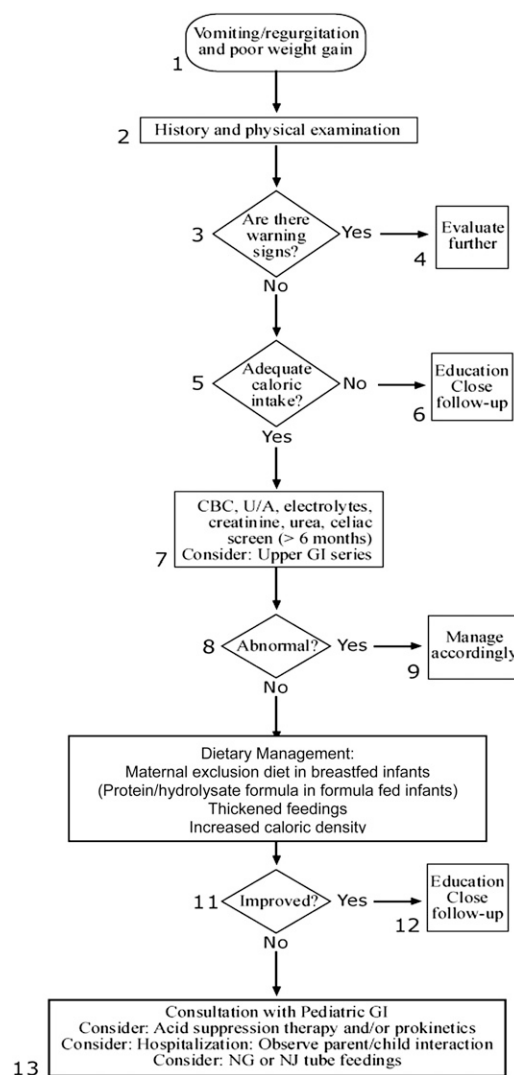 Vomiting/regurgitation
and poor weight gain
1
2
History and physical examination
3
Are there
warning
signs?
Yes
Evaluate
further
4
No
5
Adequate
caloric
intake?
No
Education
Close
follow-up
6
Yes
CBC, U/A, electrolytes,
creatinine, urea, celiac
screen (> 6 months)
Consider: Upper GI series
7
8
Abnormal?
Yes
Manage
accordingly
9
No
Dietary Management:
Maternal exclusion diet in breastfed infants
(Protein/hydrolysate formula in formula fed infants)
Thickened feedings
Increased caloric density
11
Improved?
Yes
Education
Close
follow-up
12
No
Consultation with Pediatric GI
Consider: Acid suppression therapy and/or prokinetics
Consider: Hospitalization: Observe parent/child interaction
Consider: NG or NJ tube feedings
13